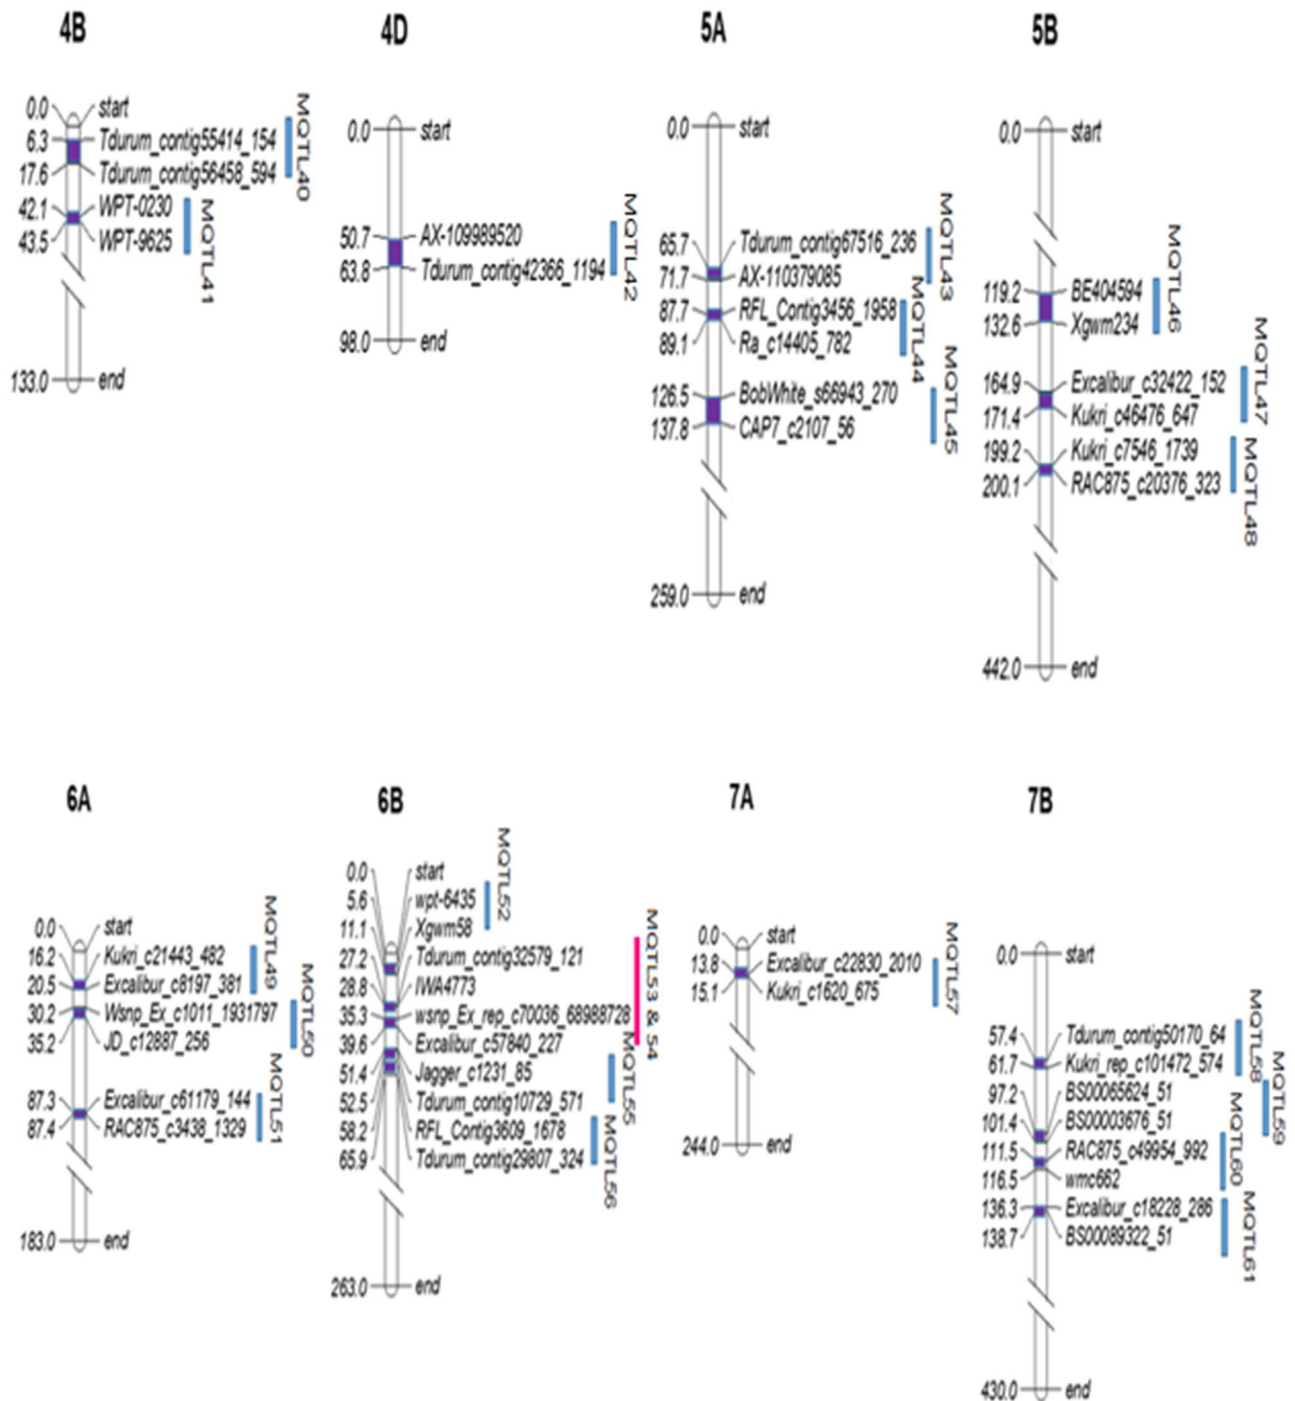 4B
0.0 start
6.3 Tdurum_contig55414_154
17.6 Tdurum_contig56458_594
42.1 WPT-0230
43.5 WPT-9625
133.0 end
MQTL40
MQTL41
4D
0.0 start
50.7 AX-109989520
63.8 Tdurum_contig42366_1194
98.0 end
MQTL42
5A
0.0 start
65.7 Tdurum_contig67516_236
71.7 AX-110379085
87.7 RFL_Contig3456_1958
89.1 Ra_c14405_782
126.5 BobWhite_s66943_270
137.8 CAP7_c2107_56
259.0 end
MQTL43
MQTL44
MQTL45
5B
0.0 start
119.2 BE404594
132.6 Xgwm234
164.9 Excalibur_c32422_152
171.4 Kukri_c46476_647
199.2 Kukri_c7546_1739
200.1 RAC875_c20376_323
442.0 end
MQTL46
MQTL47
MQTL48
6A
0.0 start
16.2 Kukri_c21443_482
20.5 Excalibur_c8197_381
30.2 Wsnp_Ex_c1011_1931797
35.2 JD_c12887_256
87.3 Excalibur_c61179_144
87.4 RAC875_c3438_1329
183.0 end
MQTL49
MQTL50
MQTL51
6B
0.0 start
5.6 wpt-6435
11.1 Xgwm58
27.2 Tdurum_contig32579_121
28.8 IWA4773
35.3 wsnp_Ex_rep_c70036_68988728
39.6 Excalibur_c57840_227
51.4 Jagger_c1231_85
52.5 Tdurum_contig10729_571
58.2 RFL_Contig3609_1678
65.9 Tdurum_contig29807_324
263.0 end
MQTL52
MQTL53 & 54
MQTL55
MQTL56
7A
0.0 start
13.8 Excalibur_c22830_2010
15.1 Kukri_c1620_675
244.0 end
MQTL57
7B
0.0 start
57.4 Tdurum_contig50170_64
61.7 Kukri_rep_c101472_574
97.2 BS00065624_51
101.4 BS00003676_51
111.5 RAC875_c49954_992
116.5 wmc662
136.3 Excalibur_c18228_286
138.7 BS00089322_51
430.0 end
MQTL58
MQTL59
MQTL60
MQTL61